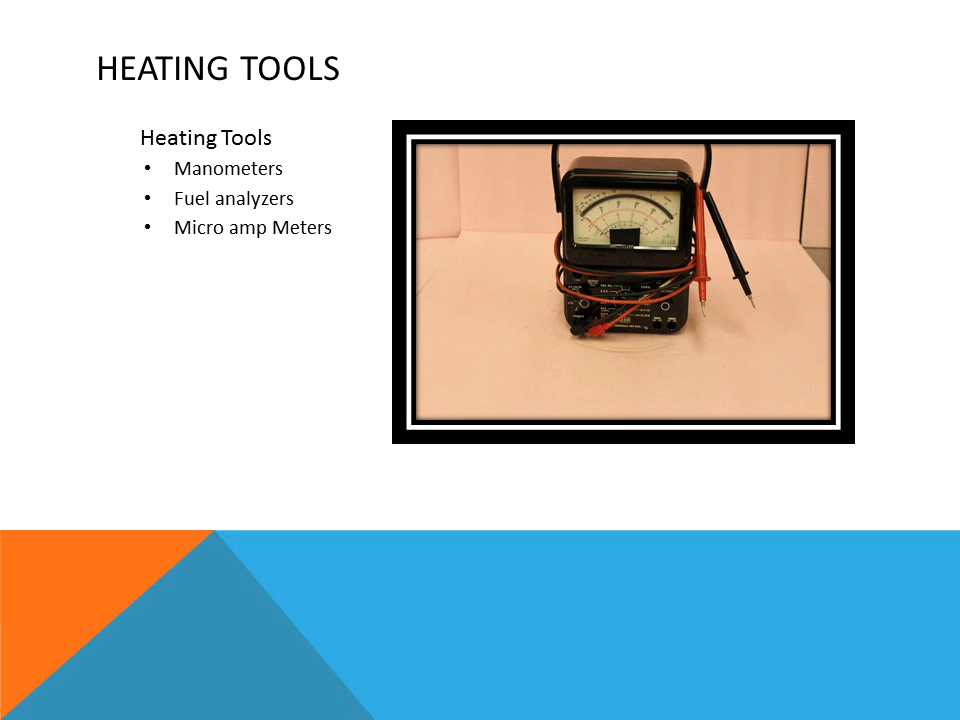 HEATING TOOLS
Heating Tools
• Manometers
• Fuel analyzers
• Micro amp Meters